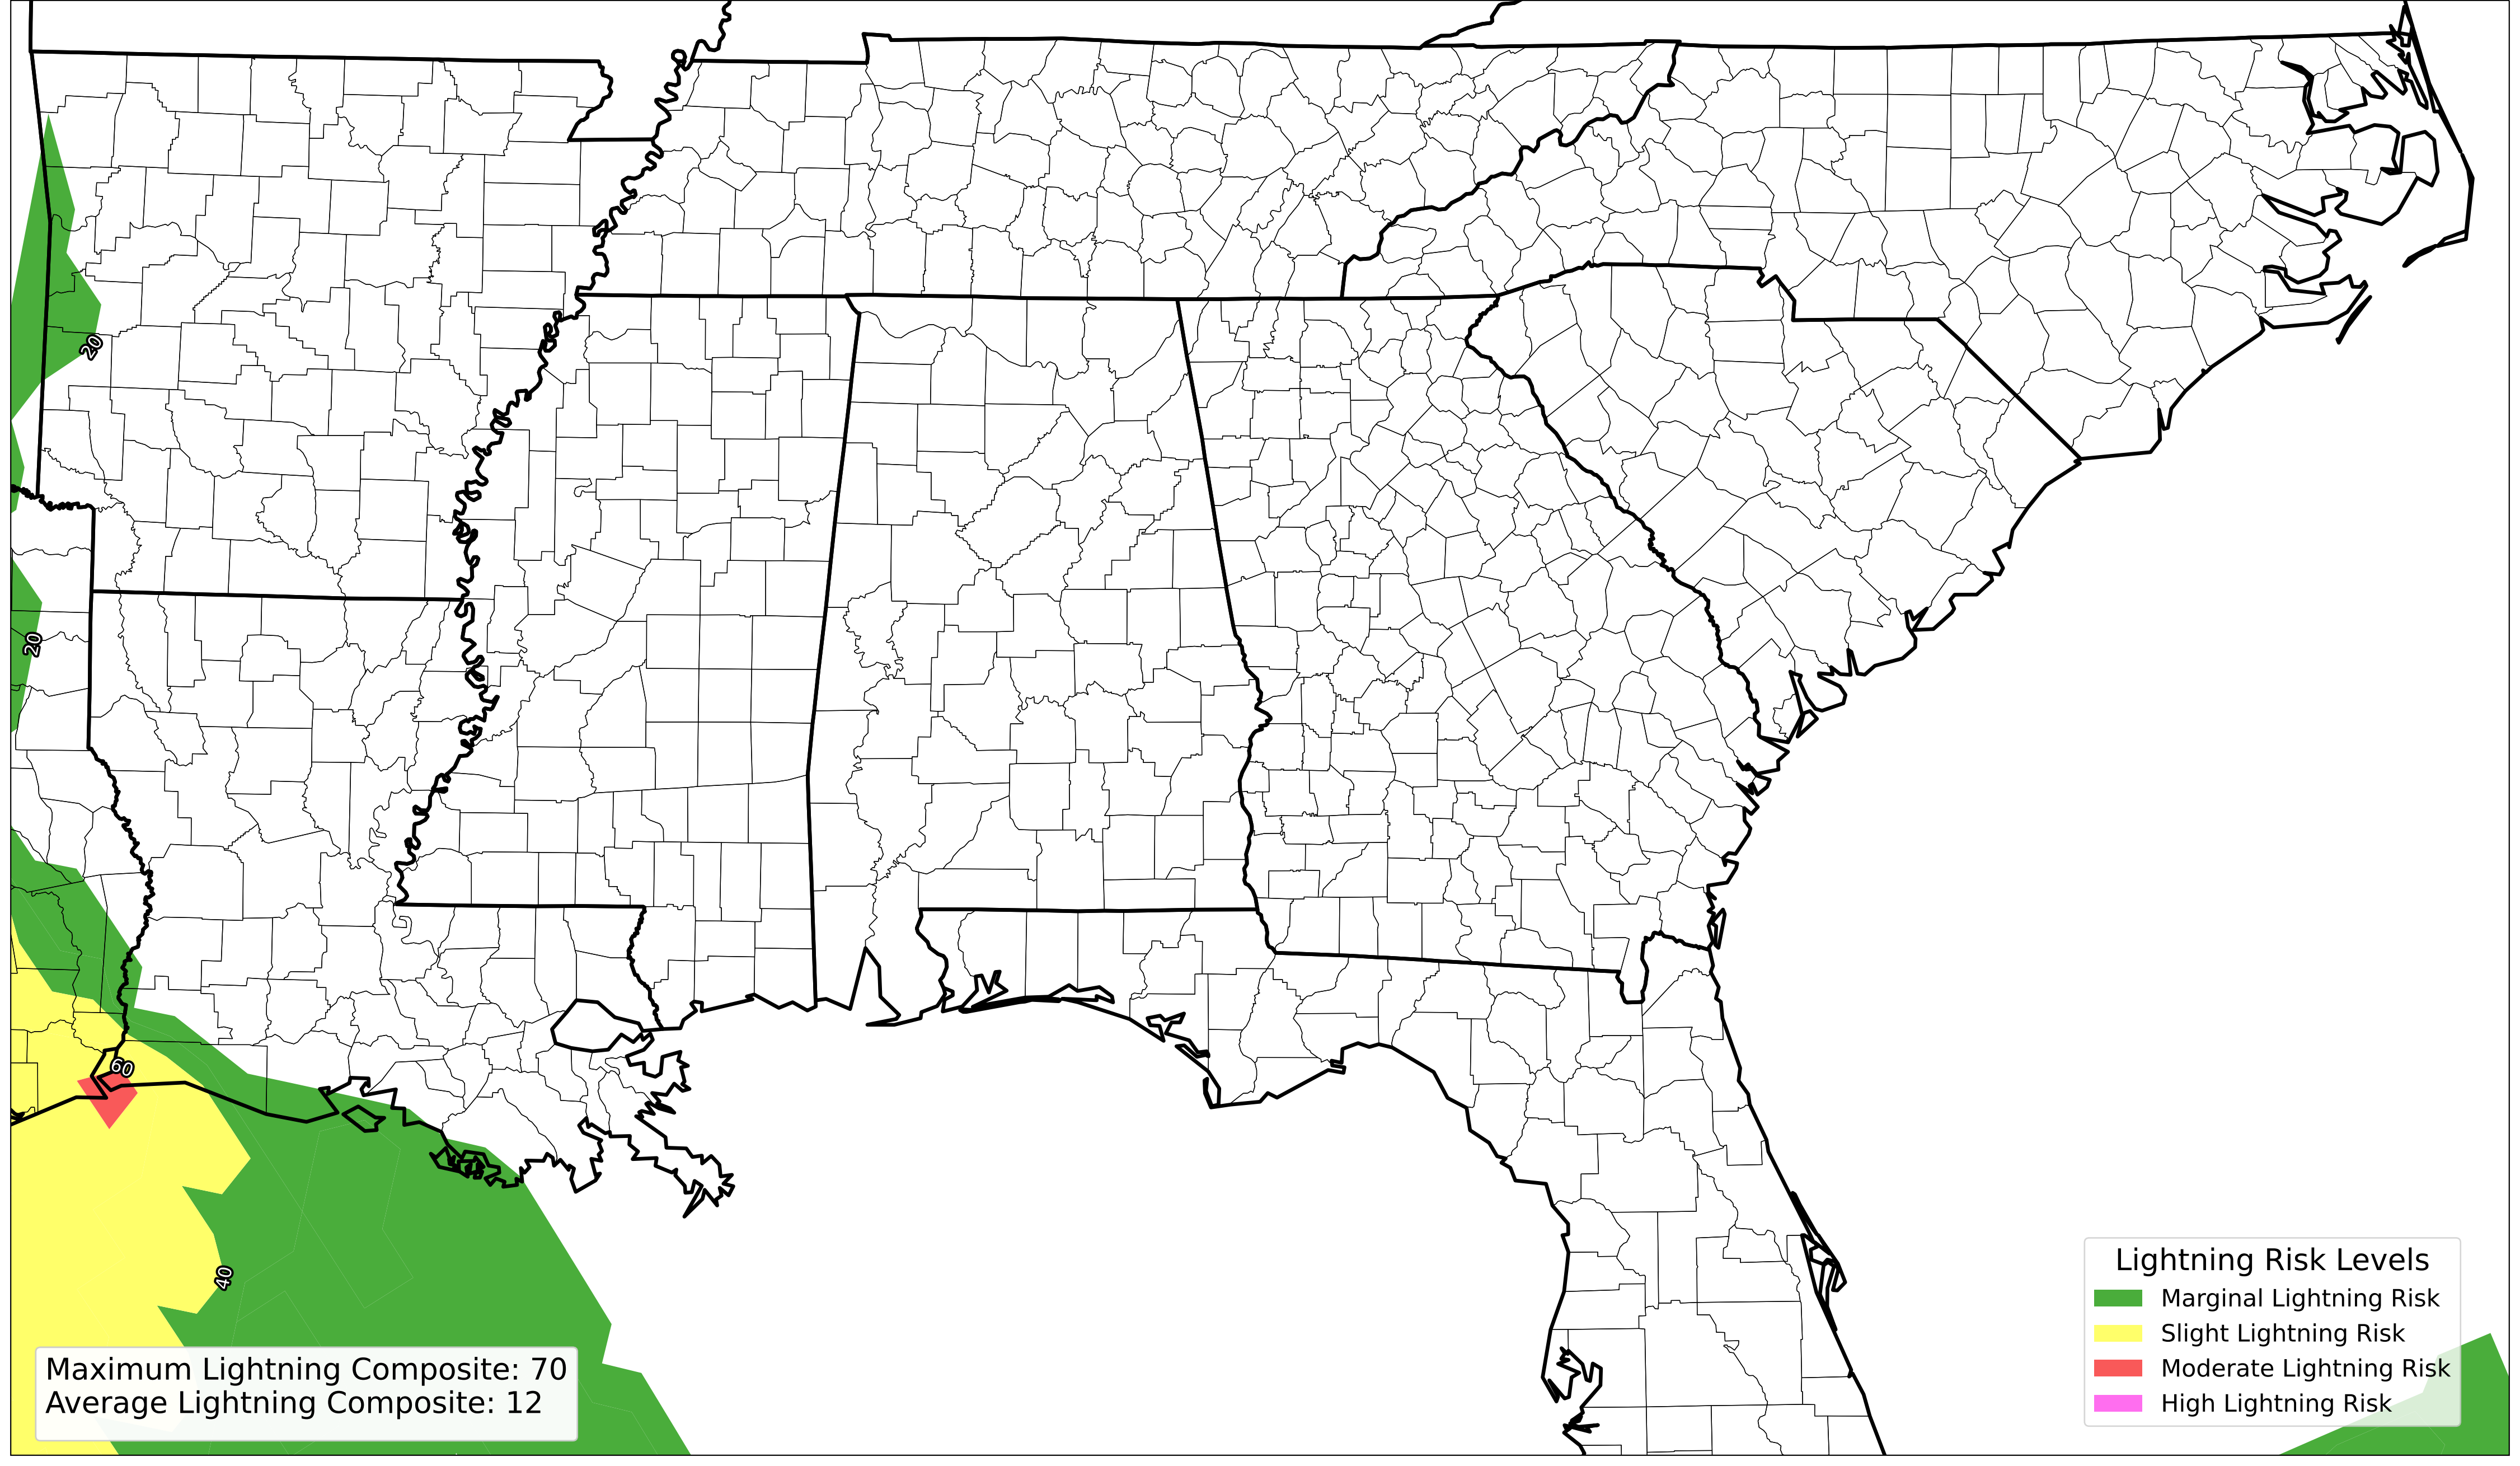 20
20
60
40
Maximum Lightning Composite: 70
Average Lightning Composite: 12
Lightning Risk Levels
Marginal Lightning Risk
Slight Lightning Risk
Moderate Lightning Risk
High Lightning Risk